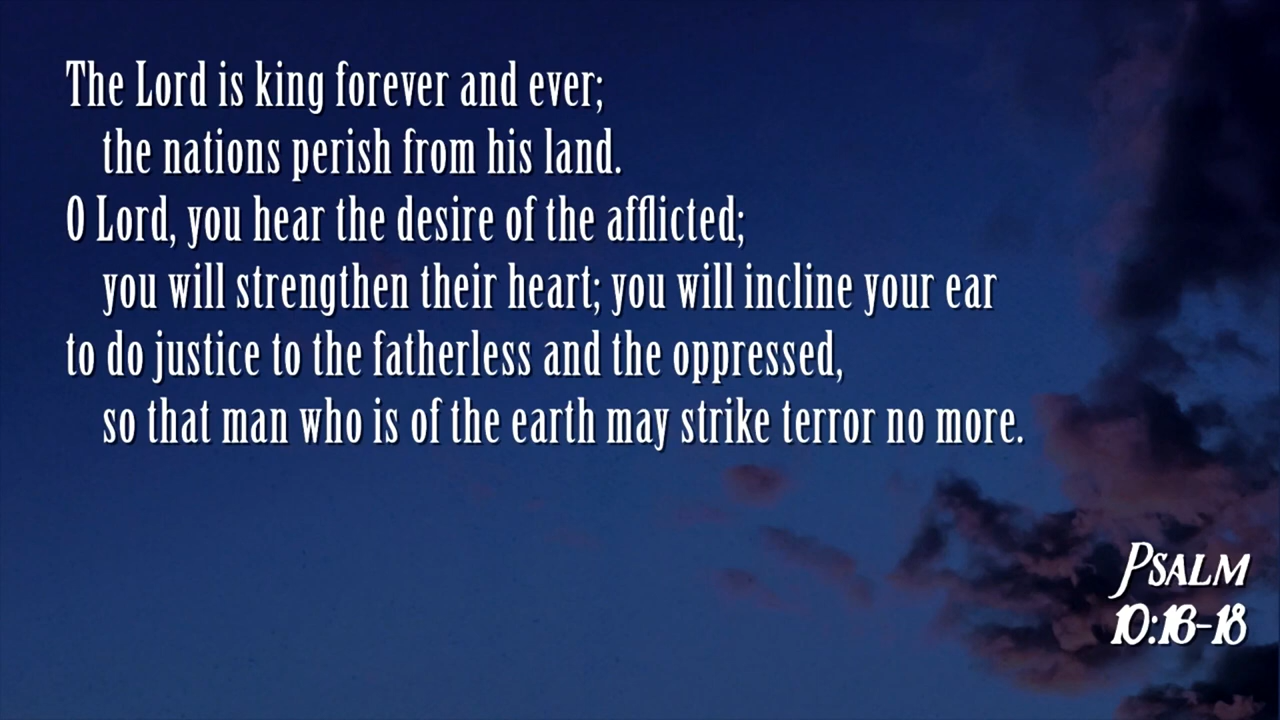 The Lord is king forever and ever;
the nations perish from his land.
O Lord, you hear the desire of the afflicted;
you will strengthen their heart; you will incline your ear
to do justice to the fatherless and the oppressed,
so that man who is of the earth may strike terror no more.
Psalm
10:16-18